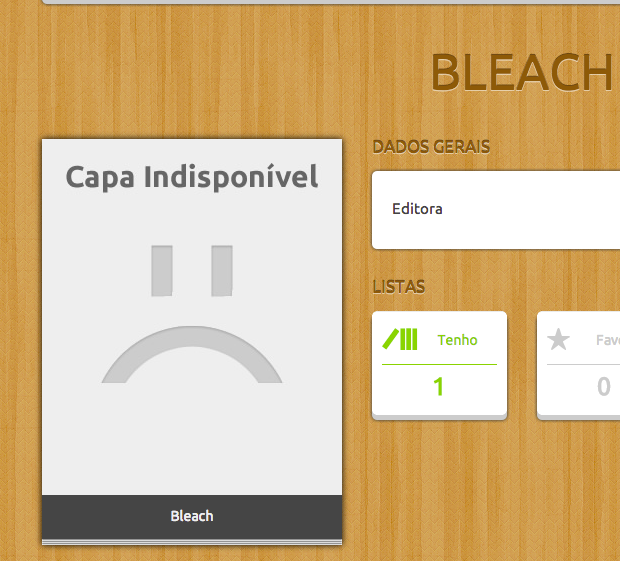 BLEACH
Capa Indisponível
Bleach
DADOS GERAIS
Editora
LISTAS
Tenho
1
0